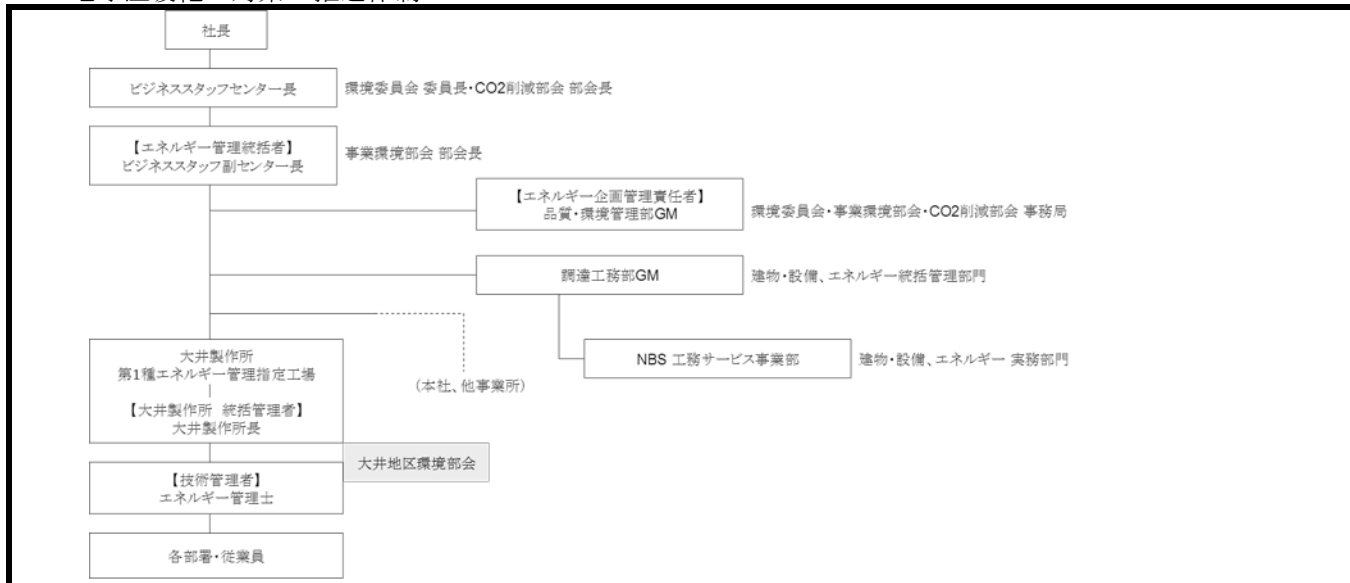 社長
ビジネススタッフセンター長
環境委員会 委員長・CO2削減部会 部会長
【エネルギー管理統括者】
ビジネススタッフ副センター長
事業環境部会 部会長
【エネルギー企画管理責任者】
品質・環境管理部GM
環境委員会・事業環境部会・CO2削減部会 事務局
調達工務部GM
建物・設備、エネルギー統括管理部門
NBS 工務サービス事業部
建物・設備、エネルギー 実務部門
(本社、他事業所)
大井製作所
第1種エネルギー管理指定工場
【大井製作所 統括管理者】
大井製作所長
大井地区環境部会
【技術管理者】
エネルギー管理士
各部署・従業員